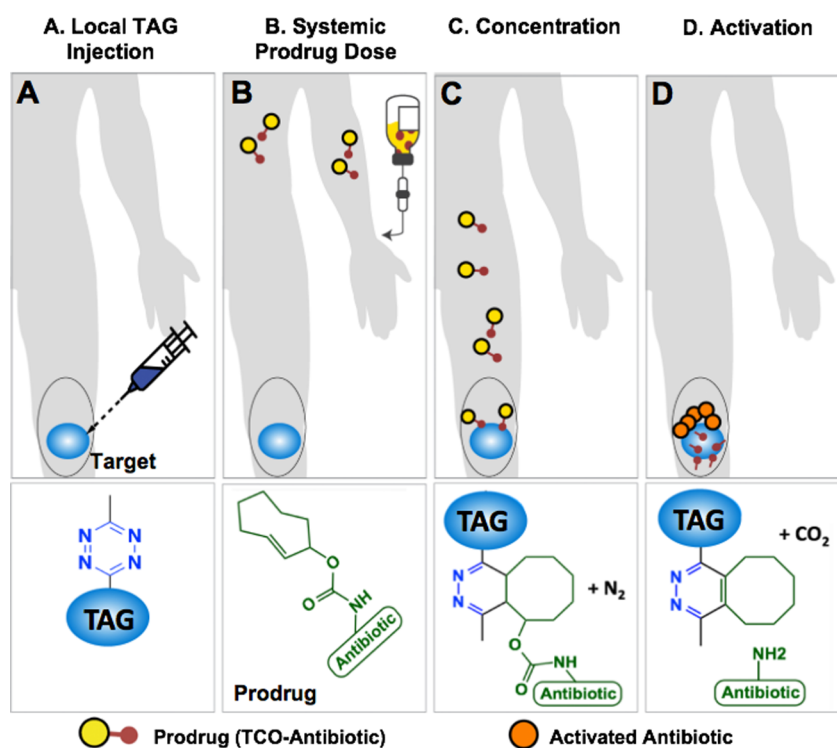 A. Local TAG
Injection
B. Systemic
Prodrug Dose
C. Concentration
D. Activation
A
B
C
D
Target
N
N
N
N
TAG
O
O
NH
Antibiotic
Prodrug
TAG
N
N
+ N2
O
O
NH
Antibiotic
TAG
N
N
+ CO2
NH2
Antibiotic
Prodrug (TCO-Antibiotic)
Activated Antibiotic